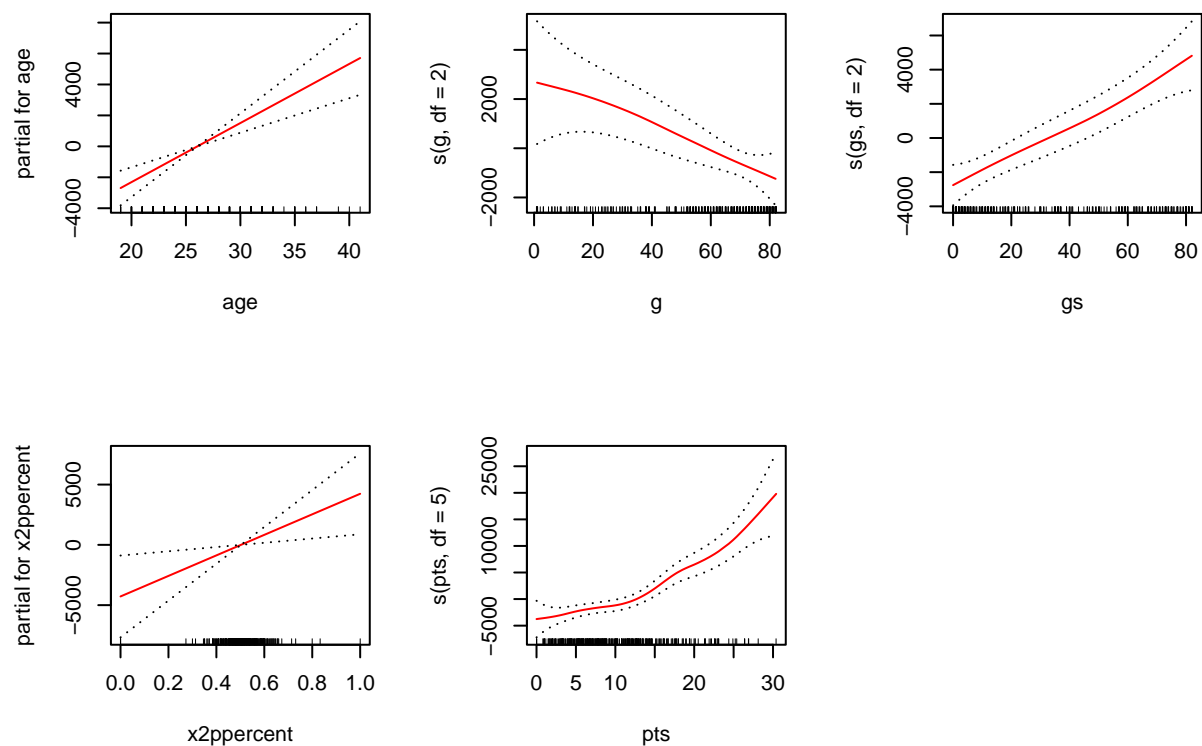 partial for age
−4000 0 4000
20 25 30 35 40
age
s(g, df = 2)
−2000 2000
0 20 40 60 80
g
s(gs, df = 2)
−4000 0 4000
0 20 40 60 80
gs
partial for x2ppercent
−5000 0 5000
0.0 0.2 0.4 0.6 0.8 1.0
x2ppercent
s(pts, df = 5)
−5000 10000 25000
0 5 10 20 30
pts